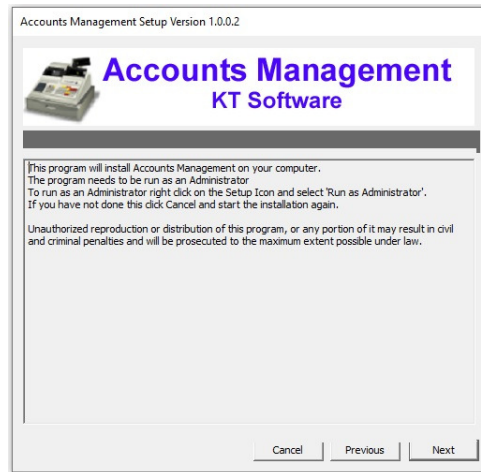 Accounts Management Setup Version 1.0.0.2
Accounts Management
KT Software
This program will install Accounts Management on your computer.
The program needs to be run as an Administrator
To run as an Administrator right click on the Setup Icon and select 'Run as Administrator'.
If you have not done this click Cancel and start the installation again.
Unauthorized reproduction or distribution of this program, or any portion of it may result in civil
and criminal penalties and will be prosecuted to the maximum extent possible under law.
Cancel Previous Next